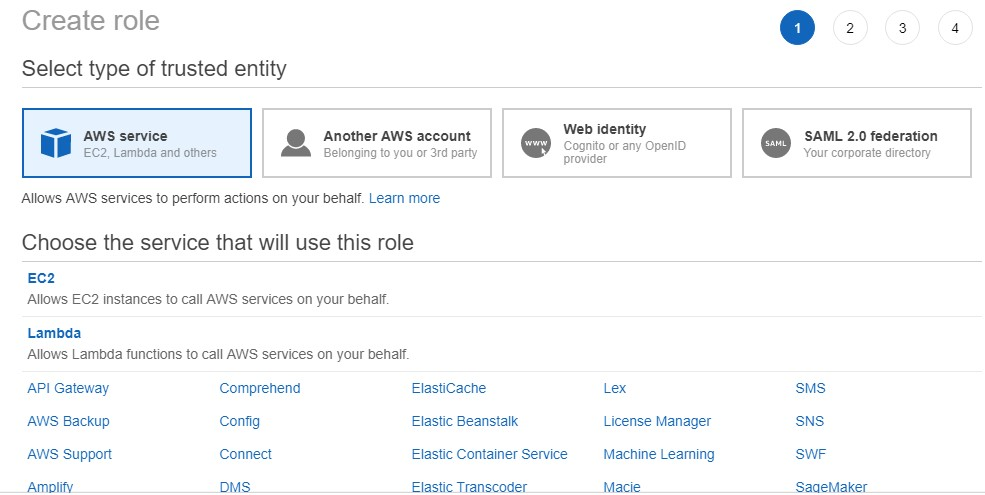 Create role
1 2 3 4
Select type of trusted entity
AWS service
EC2, Lambda and others
Another AWS account
Belonging to you or 3rd party
www
Web identity
Cognito or any OpenID
provider
SAML
SAML 2.0 federation
Your corporate directory
Allows AWS services to perform actions on your behalf. Learn more
Choose the service that will use this role
EC2
Allows EC2 instances to call AWS services on your behalf.
Lambda
Allows Lambda functions to call AWS services on your behalf.
API Gateway Comprehend ElastiCache Lex SMS
AWS Backup Config Elastic Beanstalk License Manager SNS
AWS Support Connect Elastic Container Service Machine Learning SWF
Amplify DMS Elastic Transcoder Macie SageMaker